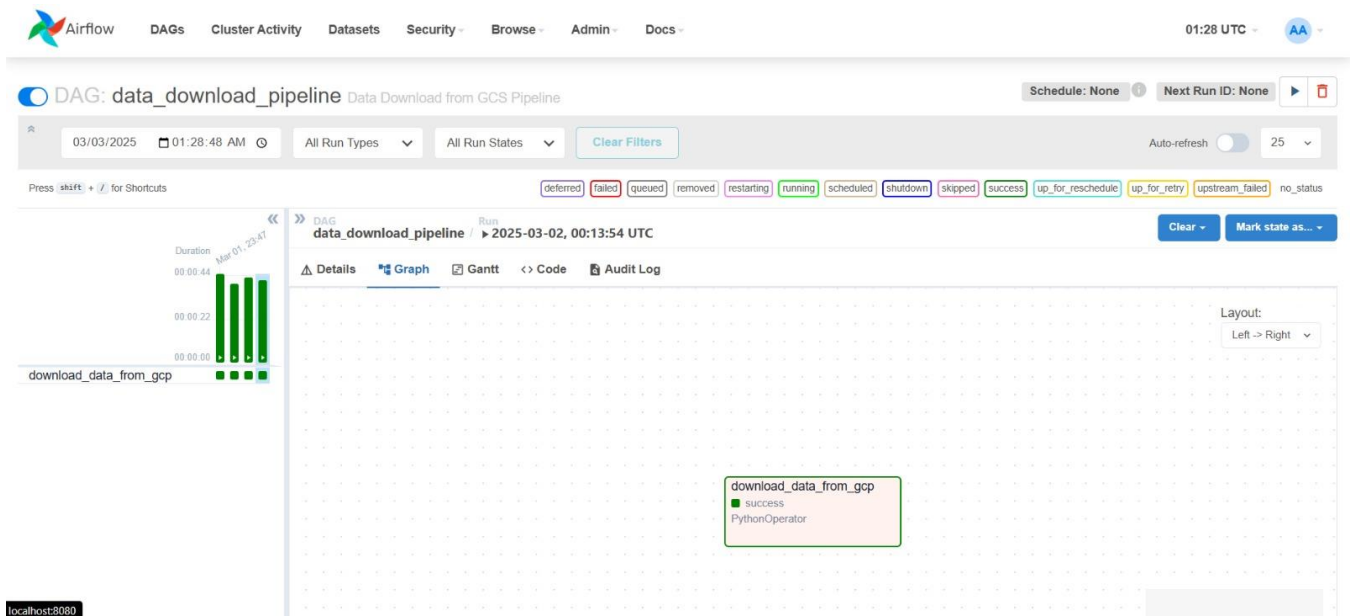 Airflow DAGs Cluster Activity Datasets Security Browse Admin Docs 01:28 UTC AA
DAG: data_download_pipeline Data Download from GCS Pipeline Schedule: None Next Run ID: None
03/03/2025 01:28:48 AM All Run Types All Run States Clear Filters Auto-refresh 25
Press shift + / for Shortcuts deferred failed queued removed restarting running scheduled shutdown skipped success up_for_reschedule up_for_retry upstream_failed no_status
DAG Run
data_download_pipeline / 2025-03-02, 00:13:54 UTC Clear Mark state as...
Mar 01, 23:47
Duration
00:00:44
00:00:22
00:00:00
download_data_from_gcp
Details Graph Gantt <> Code Audit Log
Layout:
Left -> Right
download_data_from_gcp
success
PythonOperator
localhost:8080